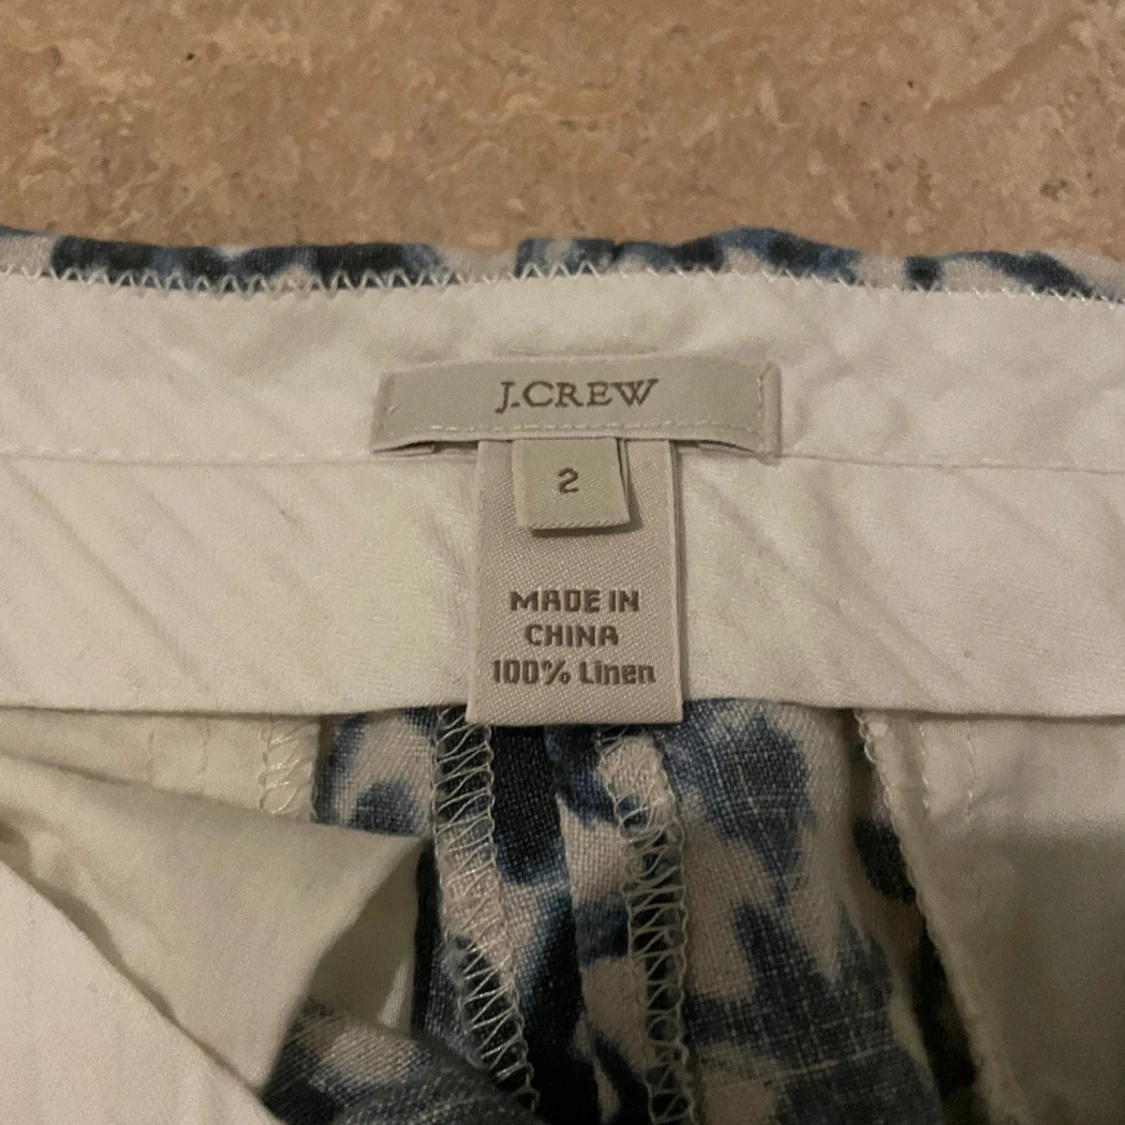 J.CREW
2
MADE IN
CHINA
100% Linen